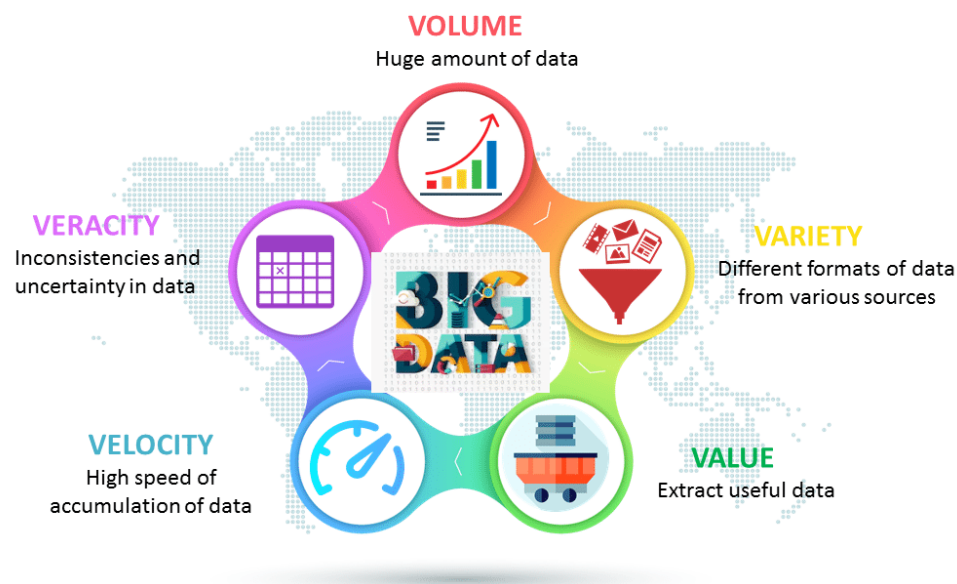 VOLUME
Huge amount of data
VERACITY
Inconsistencies and
uncertainty in data
VARIETY
Different formats of data
from various sources
BIG
DATA
VELOCITY
High speed of
accumulation of data
VALUE
Extract useful data